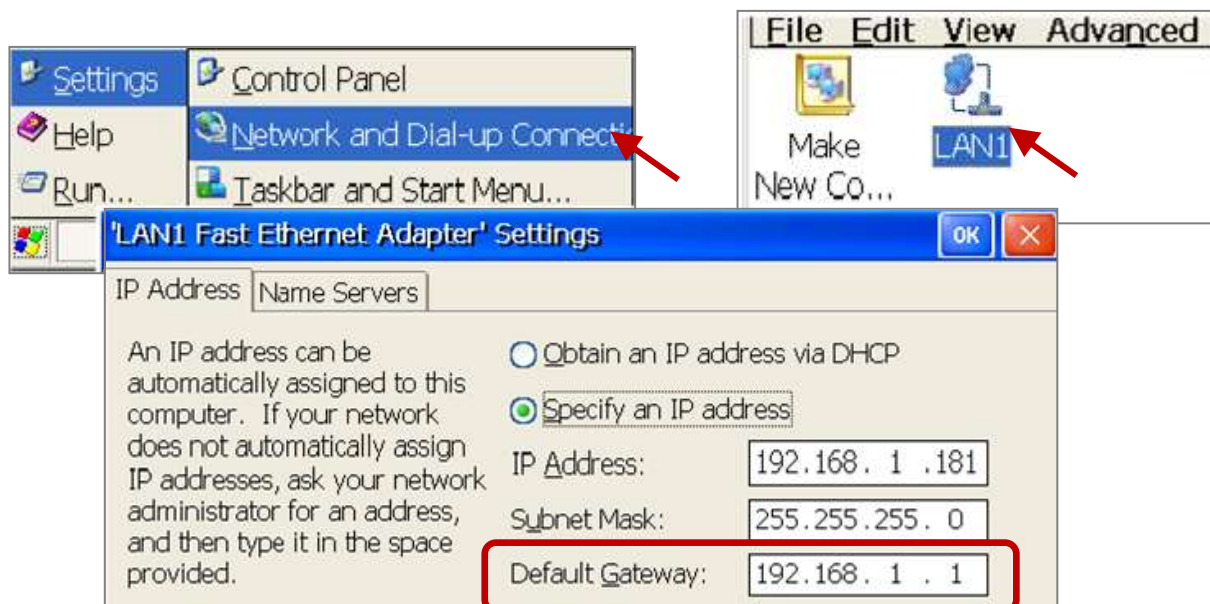 Settings
Control Panel
Help
Network and Dial-up Connecti
Run...
Taskbar and Start Menu...
File Edit View Advanced
Make
New Co...
LAN1
'LAN1 Fast Ethernet Adapter' Settings
OK
IP Address
Name Servers
An IP address can be
automatically assigned to this
computer. If your network
does not automatically assign
IP addresses, ask your network
administrator for an address,
and then type it in the space
provided.
Obtain an IP address via DHCP
Specify an IP address
IP Address: 192.168. 1 .181
Subnet Mask: 255.255.255. 0
Default Gateway: 192.168. 1 . 1